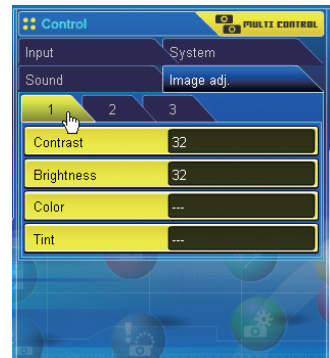 Control MULTI CONTROL
Input System
Sound Image adj.
1 2 3
Contrast 32
Brightness 32
Color ---
Tint ---